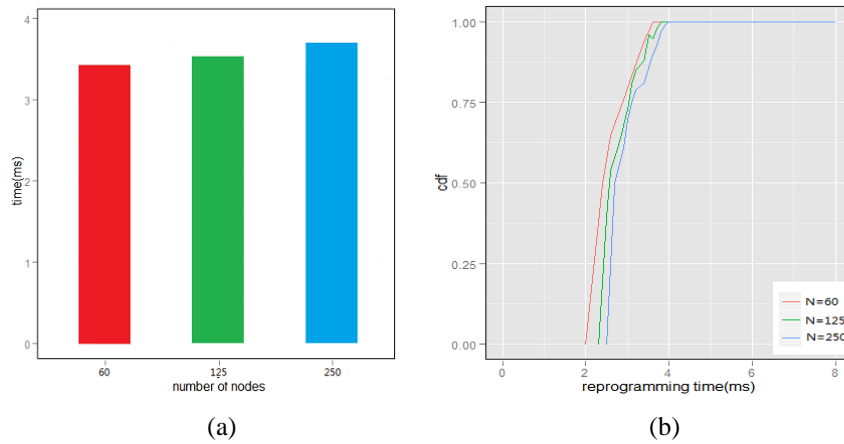 4
3
2
1
0
time(ms)
60
125
250
number of nodes
(a)
1.00
0.75
0.50
0.25
0.00
cdf
N=60
N=125
N=250
0
2
4
6
8
reprogramming time(ms)
(b)